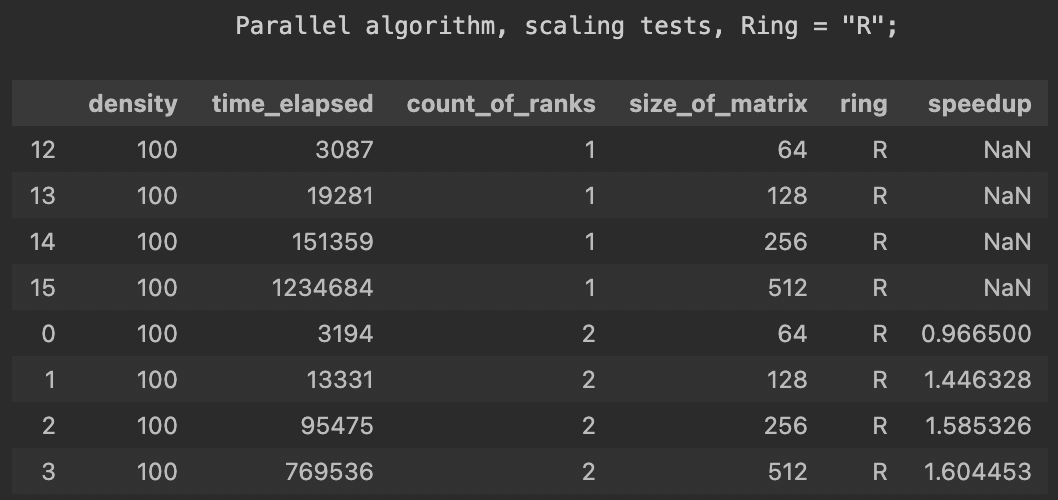 Parallel algorithm, scaling tests, Ring = "R";
density time_elapsed count_of_ranks size_of_matrix ring speedup
12 100 3087 1 64 R NaN
13 100 19281 1 128 R NaN
14 100 151359 1 256 R NaN
15 100 1234684 1 512 R NaN
0 100 3194 2 64 R 0.966500
1 100 13331 2 128 R 1.446328
2 100 95475 2 256 R 1.585326
3 100 769536 2 512 R 1.604453